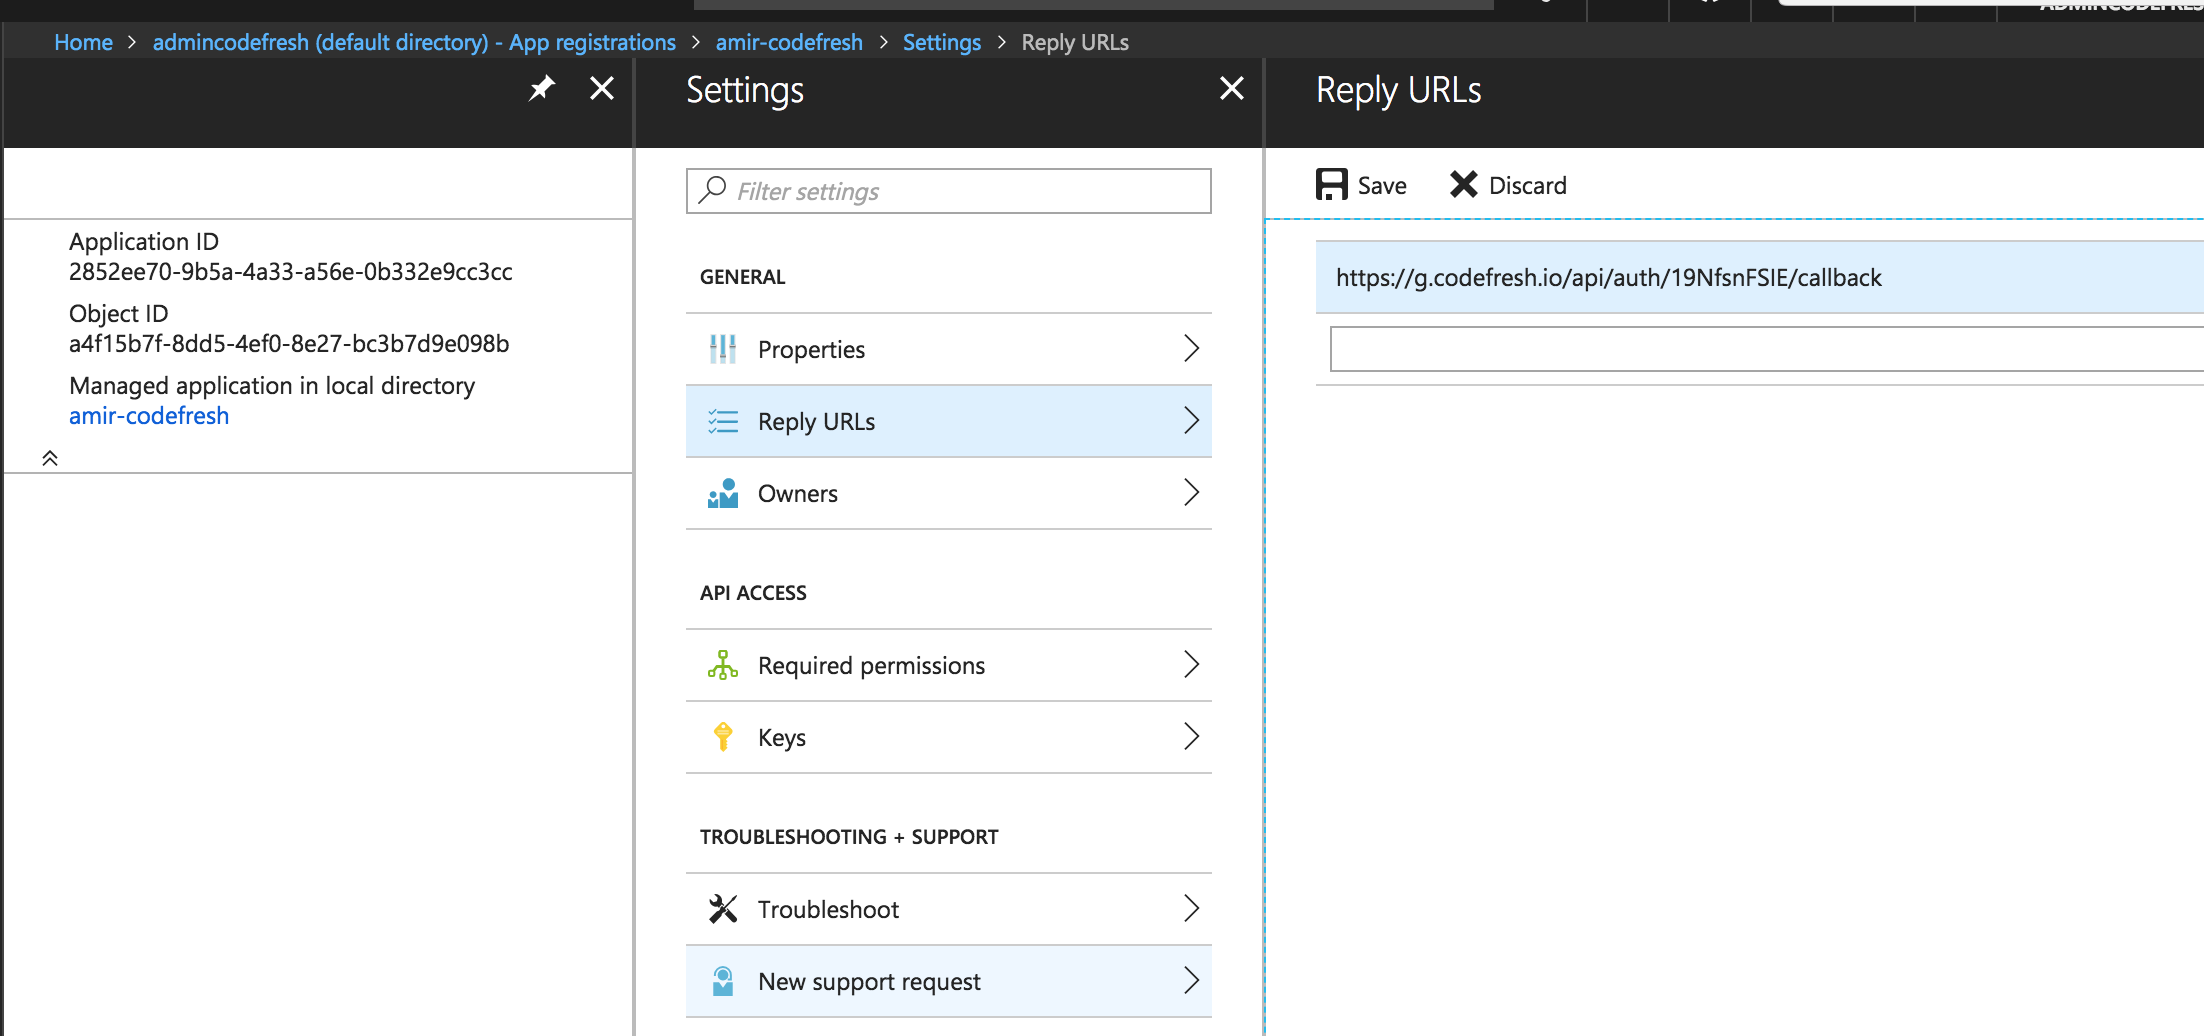 Home > admincodefresh (default directory) - App registrations > amir-codefresh > Settings > Reply URLs
Application ID
2852ee70-9b5a-4a33-a56e-0b332e9cc3cc
Object ID
a4f15b7f-8dd5-4ef0-8e27-bc3b7d9e098b
Managed application in local directory
amir-codefresh
Settings
Filter settings
GENERAL
Properties
Reply URLs
Owners
API ACCESS
Required permissions
Keys
TROUBLESHOOTING + SUPPORT
Troubleshoot
New support request
Reply URLs
Save
Discard
https://g.codefresh.io/api/auth/19NfsnFSIE/callback